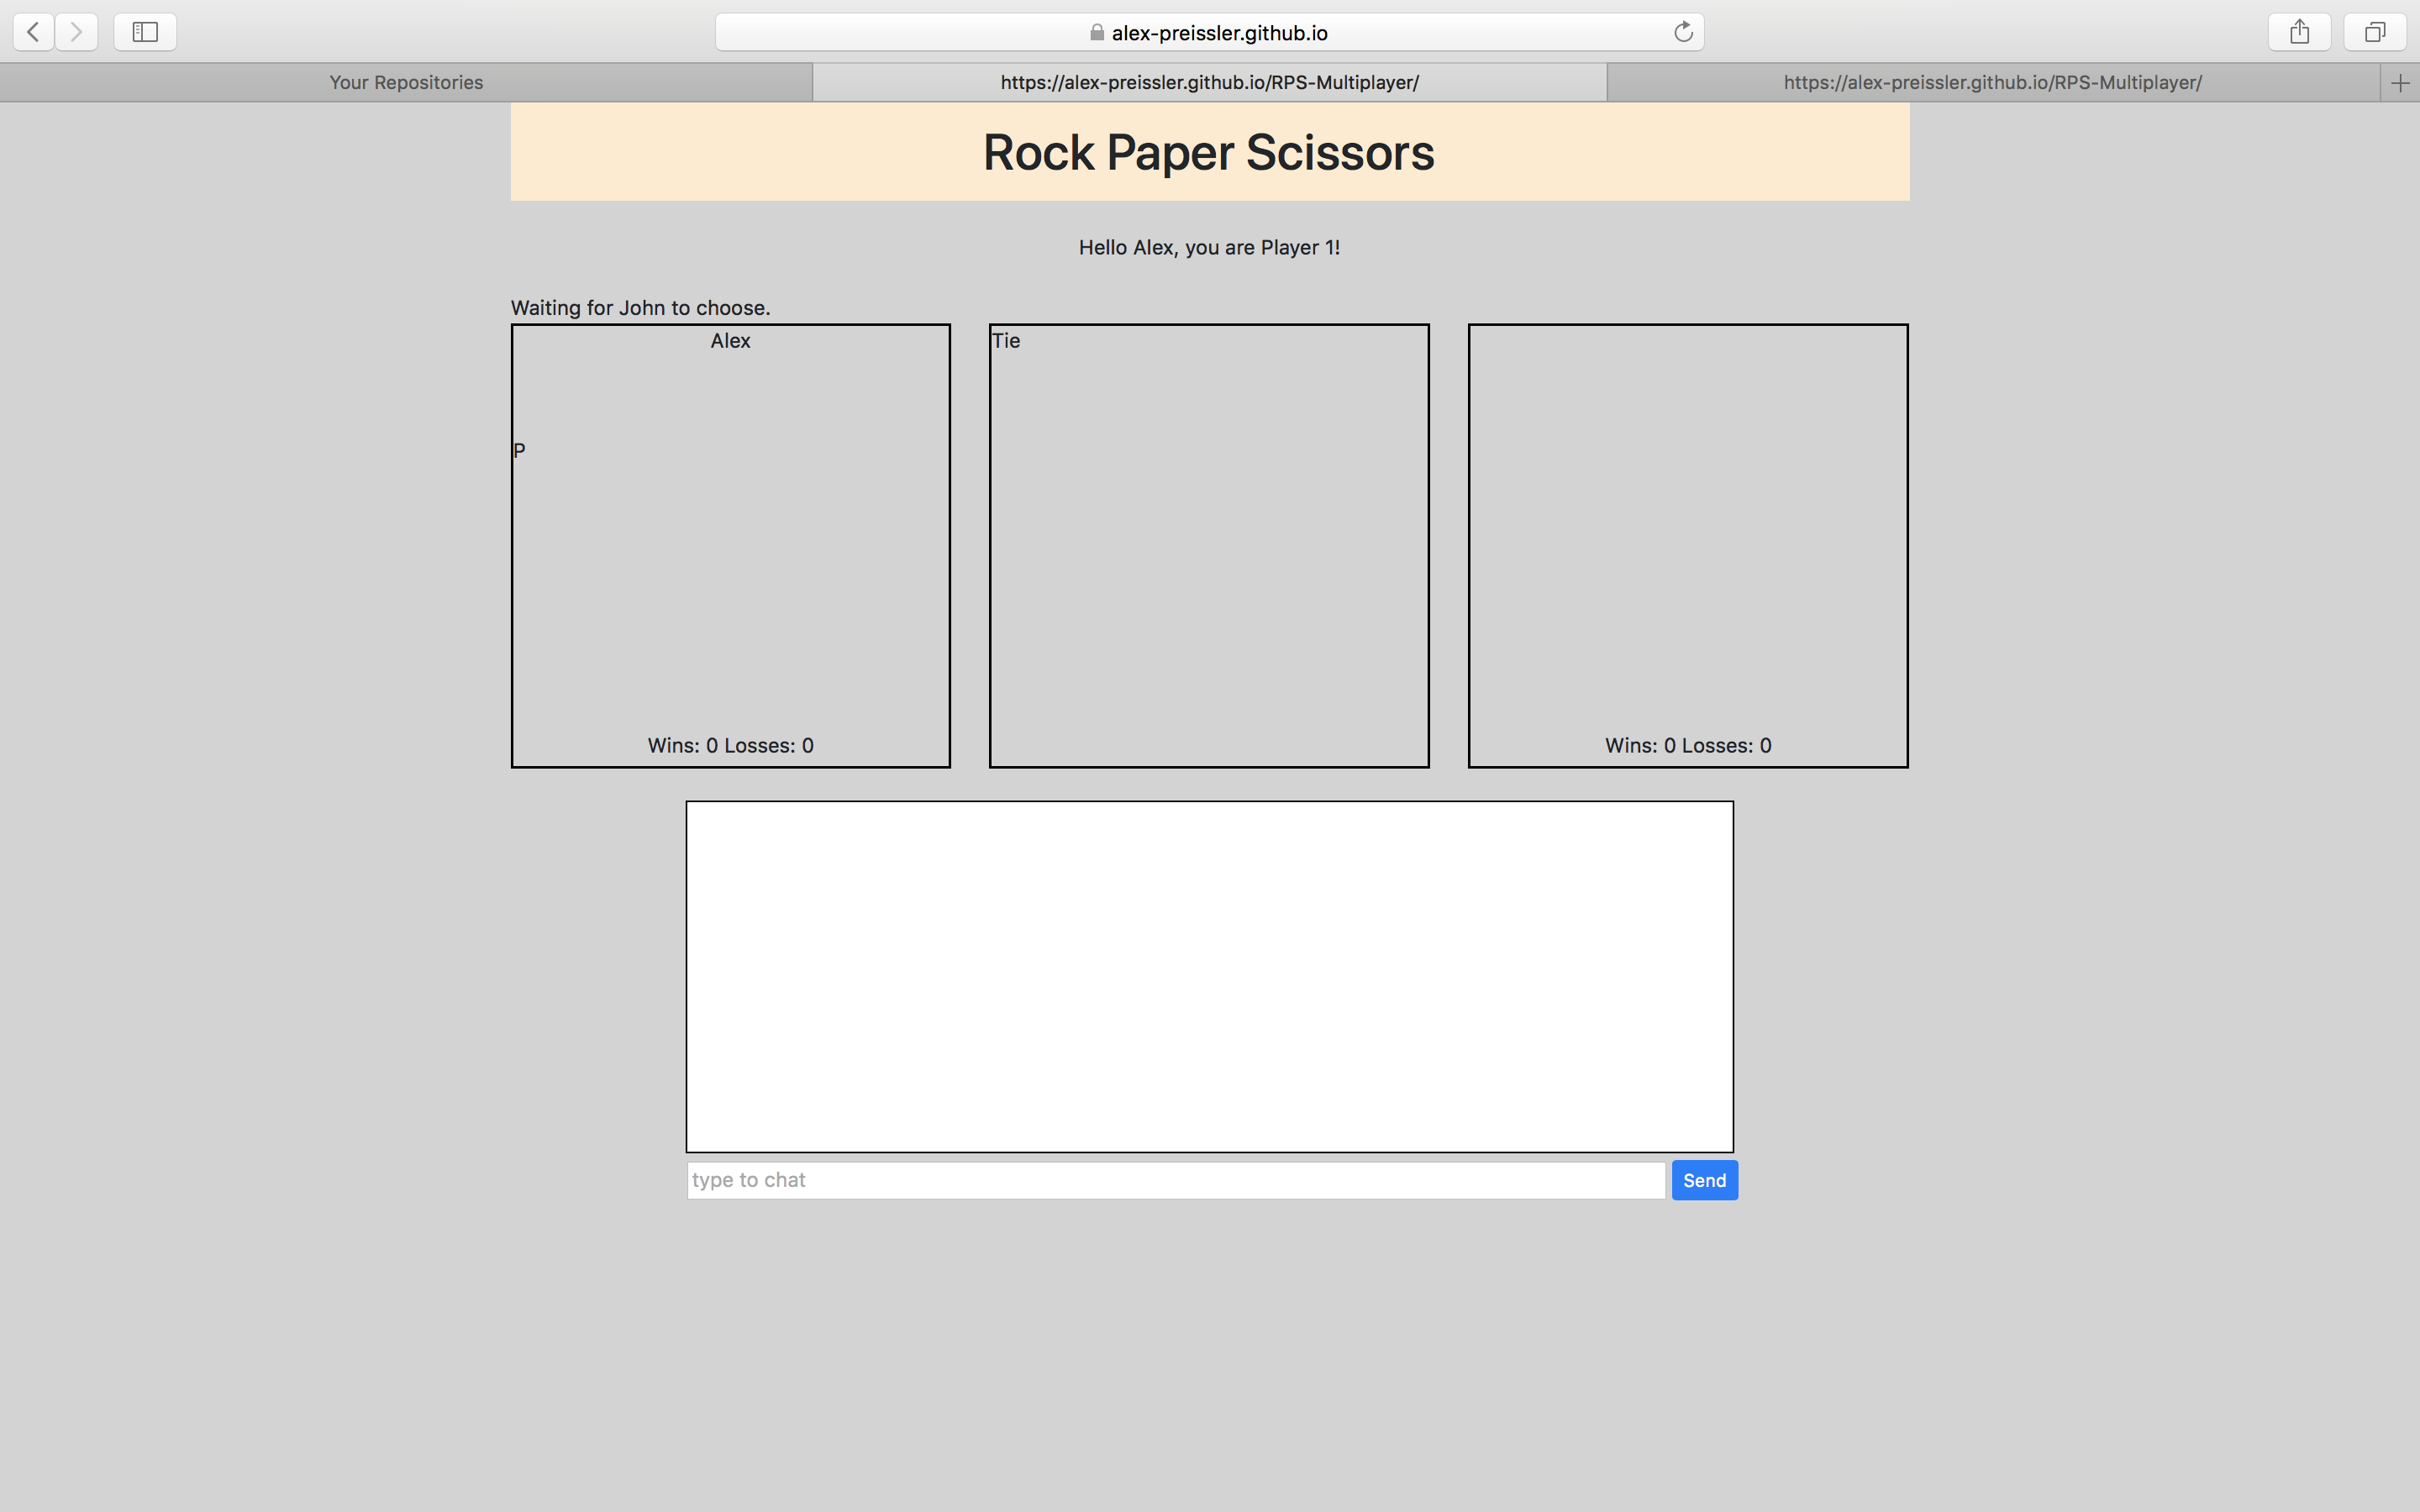 alex-preissler.github.io
Your Repositories
https://alex-preissler.github.io/RPS-Multiplayer/
https://alex-preissler.github.io/RPS-Multiplayer/
Rock Paper Scissors
Hello Alex, you are Player 1!
Waiting for John to choose.
Alex
P
Wins: 0 Losses: 0
Tie
Wins: 0 Losses: 0
type to chat
Send